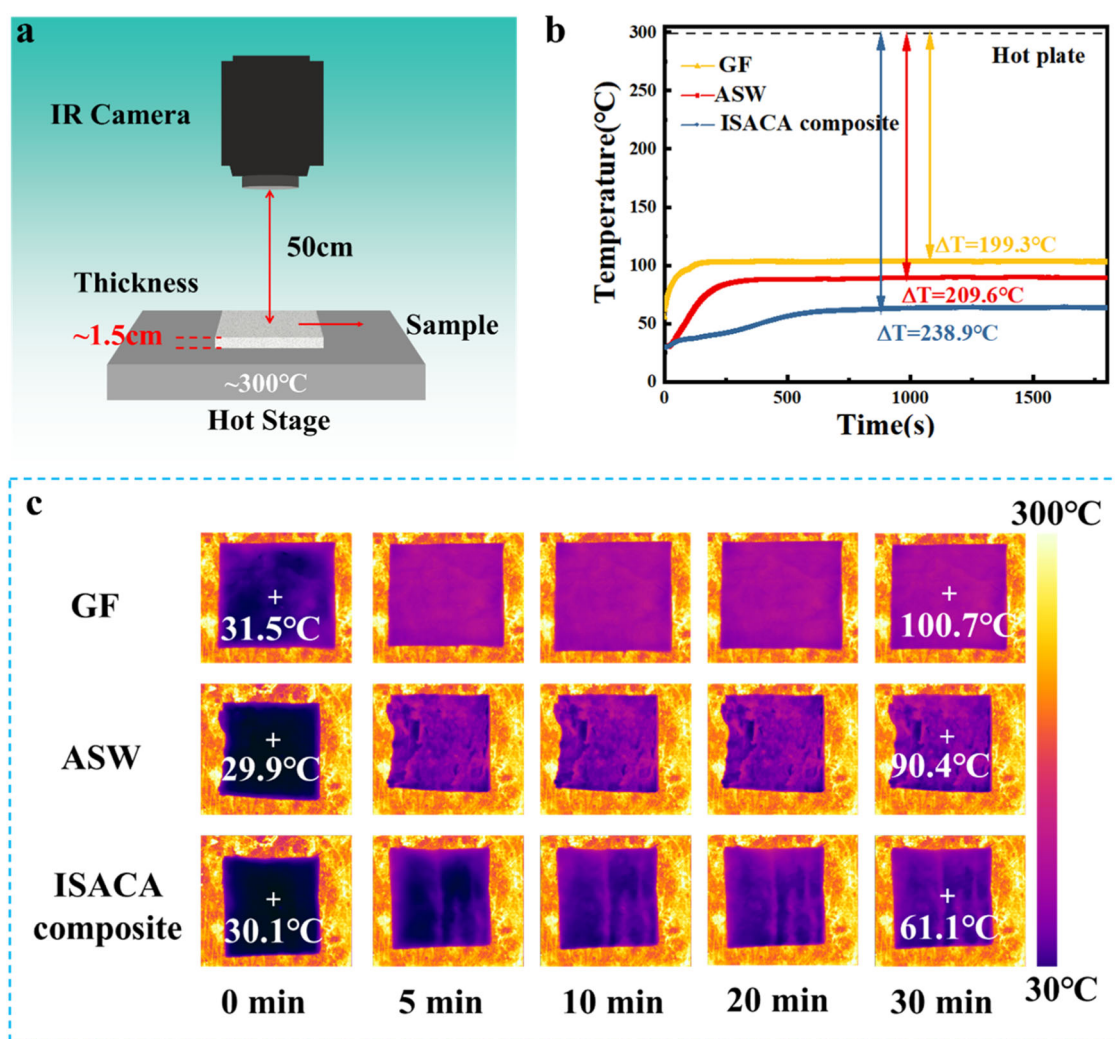 a
IR Camera
50cm
Thickness
~1.5cm
Sample
~300℃
Hot Stage
b
300
250
200
150
100
50
0
Temperature(℃)
Hot plate
GF
ASW
ISACA composite
ΔT=199.3℃
ΔT=209.6℃
ΔT=238.9℃
0
500
1000
1500
Time(s)
c
300℃
GF
31.5℃
100.7℃
ASW
29.9℃
90.4℃
ISACA
composite
30.1℃
61.1℃
30℃
0 min
5 min
10 min
20 min
30 min